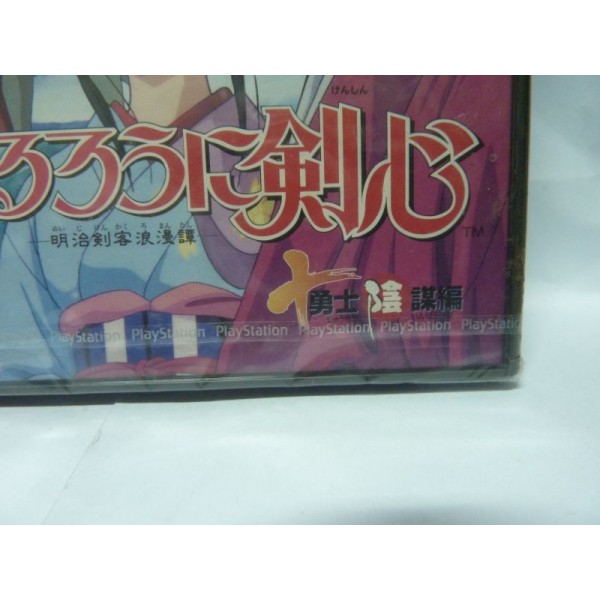 けんしん
るろうに剣心
めいじけんかくろまんたん
明治剣客浪漫譚
TM
十勇士陰謀編
PlayStation PlayStation PlayStation PlayStation PlayStation PlayStation